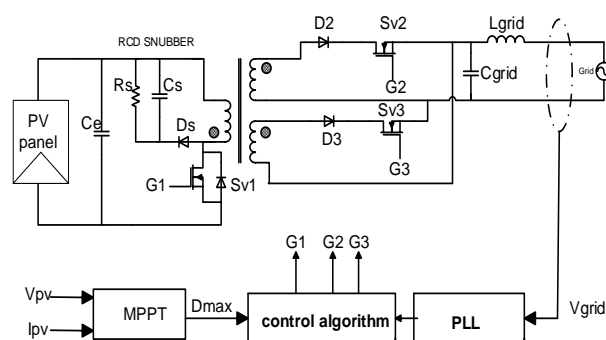 RCD SNUBBER
D2
Sv2
Lgrid
Rs
Cs
G2
Cgrid
Grid
PV
panel
Ce
Ds
Sv3
D3
G3
G1
Sv1
G1
G2
G3
Vpv
Ipv
MPPT
Dmax
control algorithm
PLL
Vgrid